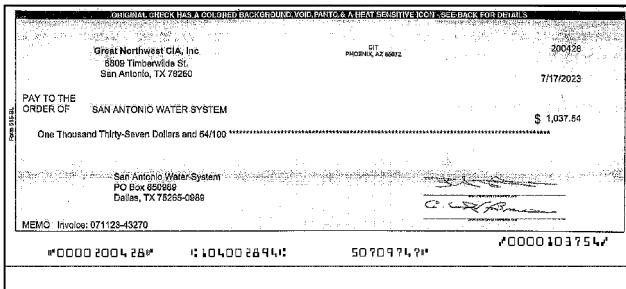 ORIGINAL CHECK HAS A COLORED BACKGROUND, VOID PANTO, & A HEAT SENSITIVE ICON - SEE BACK FOR DETAILS
Great Northwest CIA, Inc
8809 Timberwilde St.
San Antonio, TX 78250
CIT
PHOENIX, AZ 85072
200428
7/17/2023
PAY TO THE
ORDER OF SAN ANTONIO WATER SYSTEM
$ 1,037.54
One Thousand Thirty-Seven Dollars and 54/100
San Antonio Water System
PO Box 650989
Dallas, TX 75265-0989
MEMO Invoice: 071123-43270
⑈0000200428⑈ ⑆104002894⑆ 50709747⑈ ⑇0000103754⑇